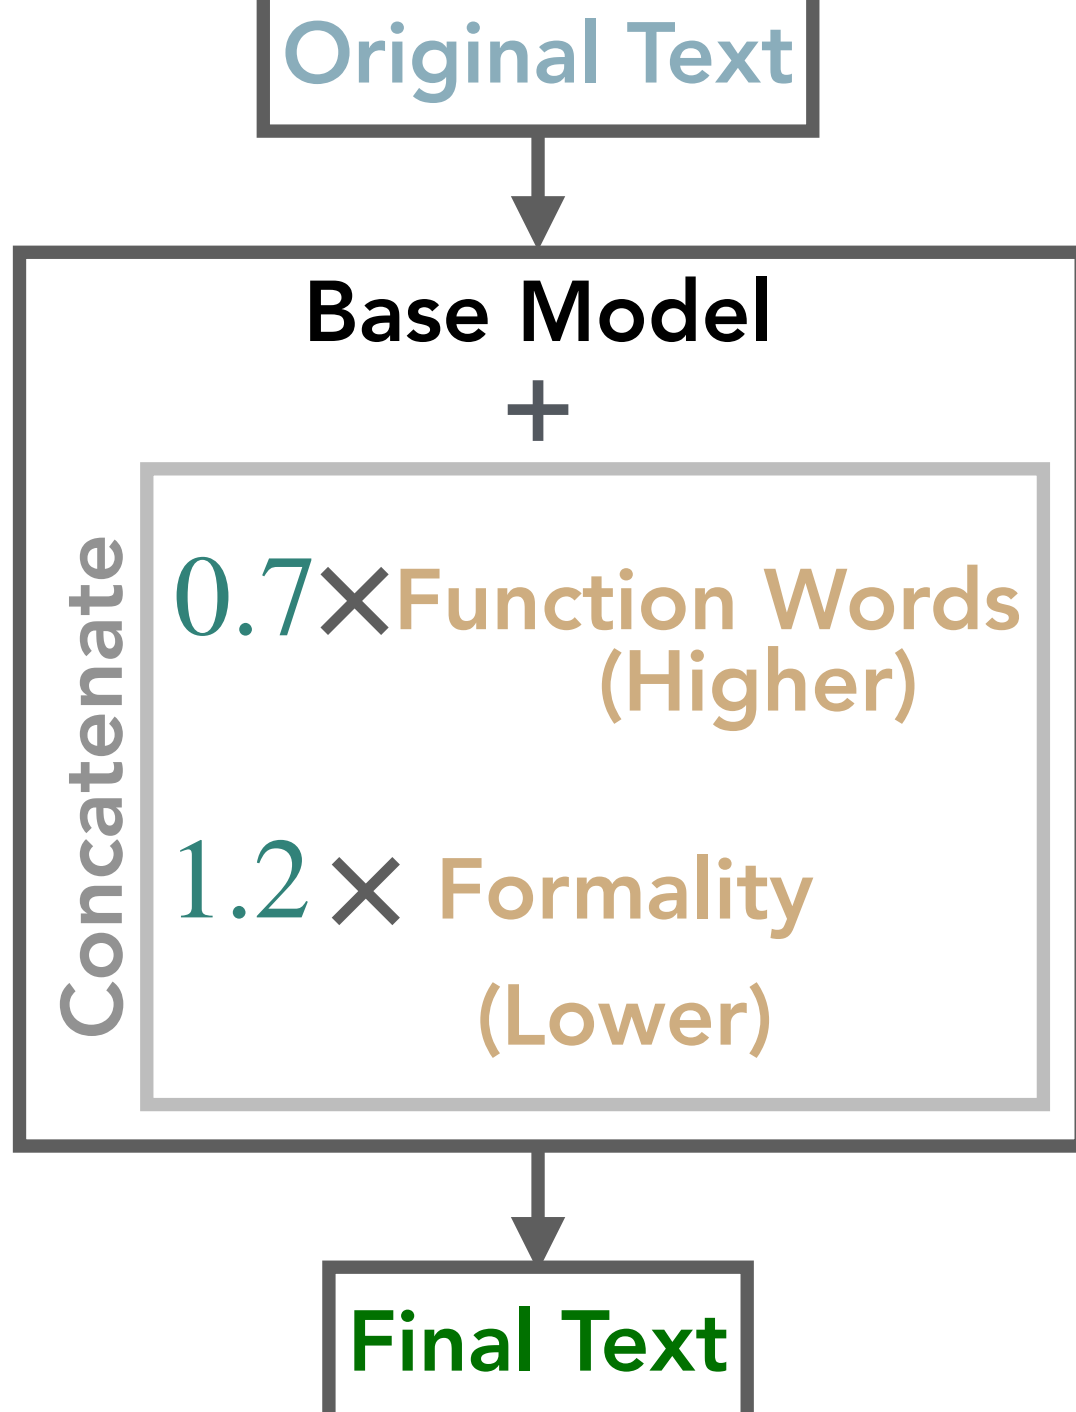 Original Text
Base Model
+
Concatenate
0.7×Function Words
(Higher)
1.2× Formality
(Lower)
Final Text